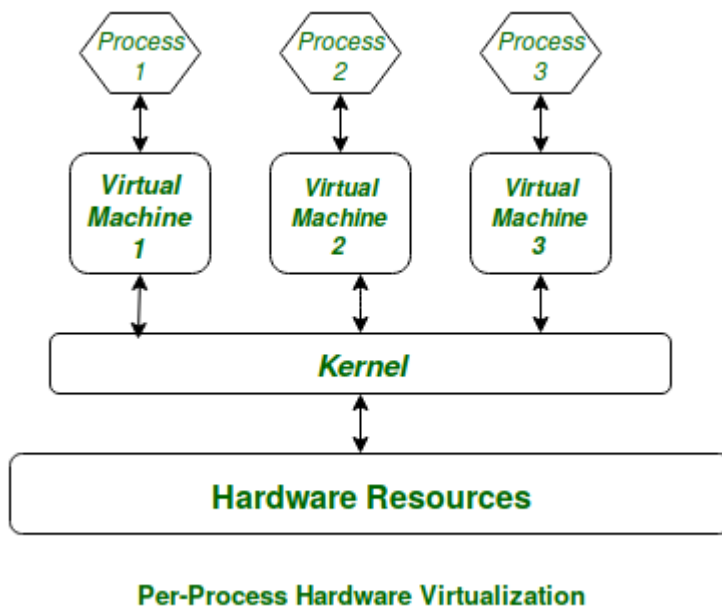 Process
1
Process
2
Process
3
Virtual
Machine
1
Virtual
Machine
2
Virtual
Machine
3
Kernel
Hardware Resources
Per-Process Hardware Virtualization